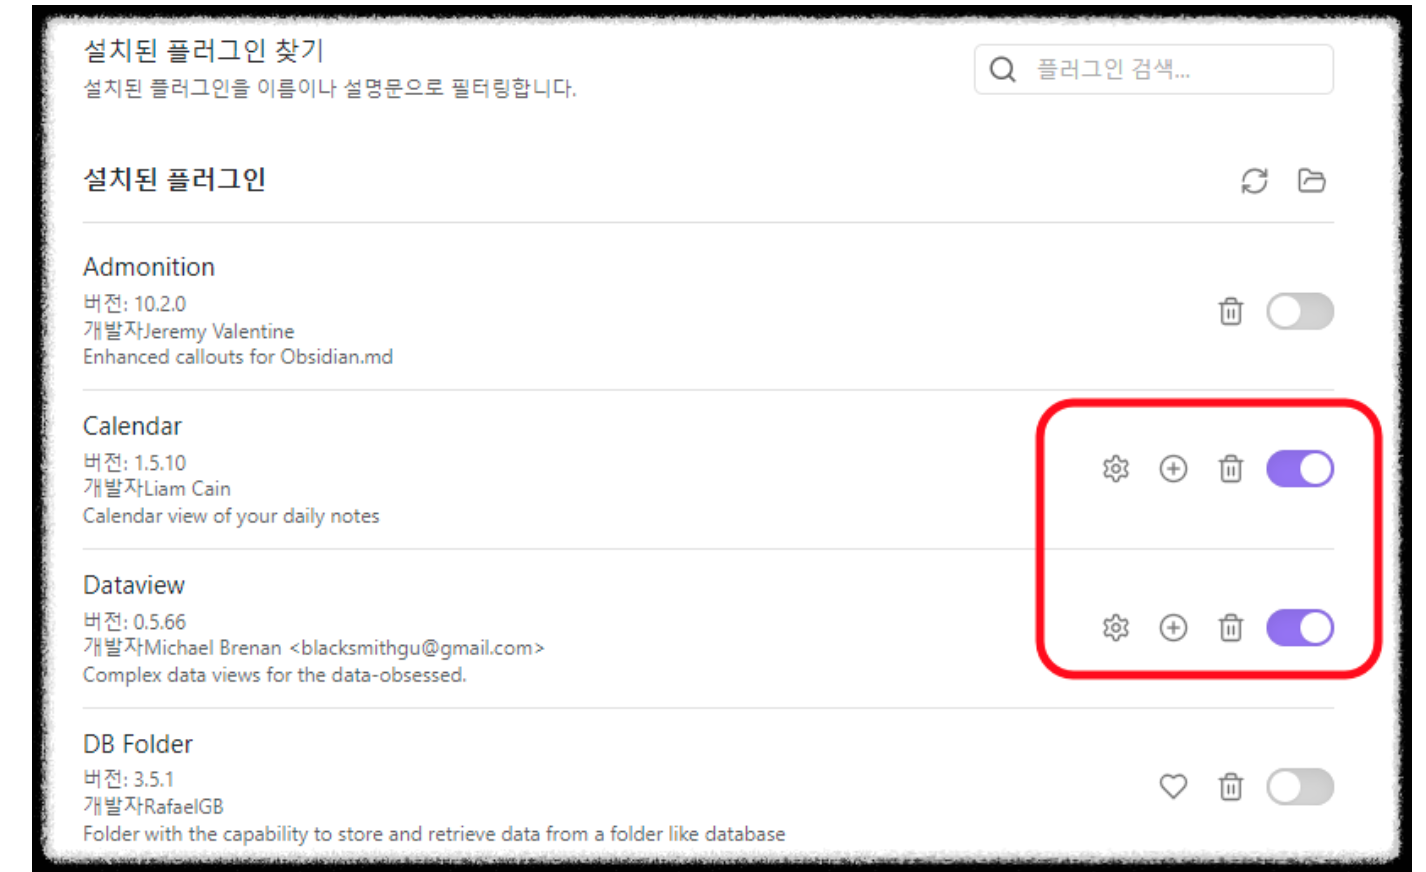 설치된 플러그인 찾기
설치된 플러그인을 이름이나 설명문으로 필터링합니다.
플러그인 검색...
설치된 플러그인
Admonition
버전: 10.2.0
개발자Jeremy Valentine
Enhanced callouts for Obsidian.md
Calendar
버전: 1.5.10
개발자Liam Cain
Calendar view of your daily notes
Dataview
버전: 0.5.66
개발자Michael Brenan <blacksmithgu@gmail.com>
Complex data views for the data-obsessed.
DB Folder
버전: 3.5.1
개발자RafaelGB
Folder with the capability to store and retrieve data from a folder like database